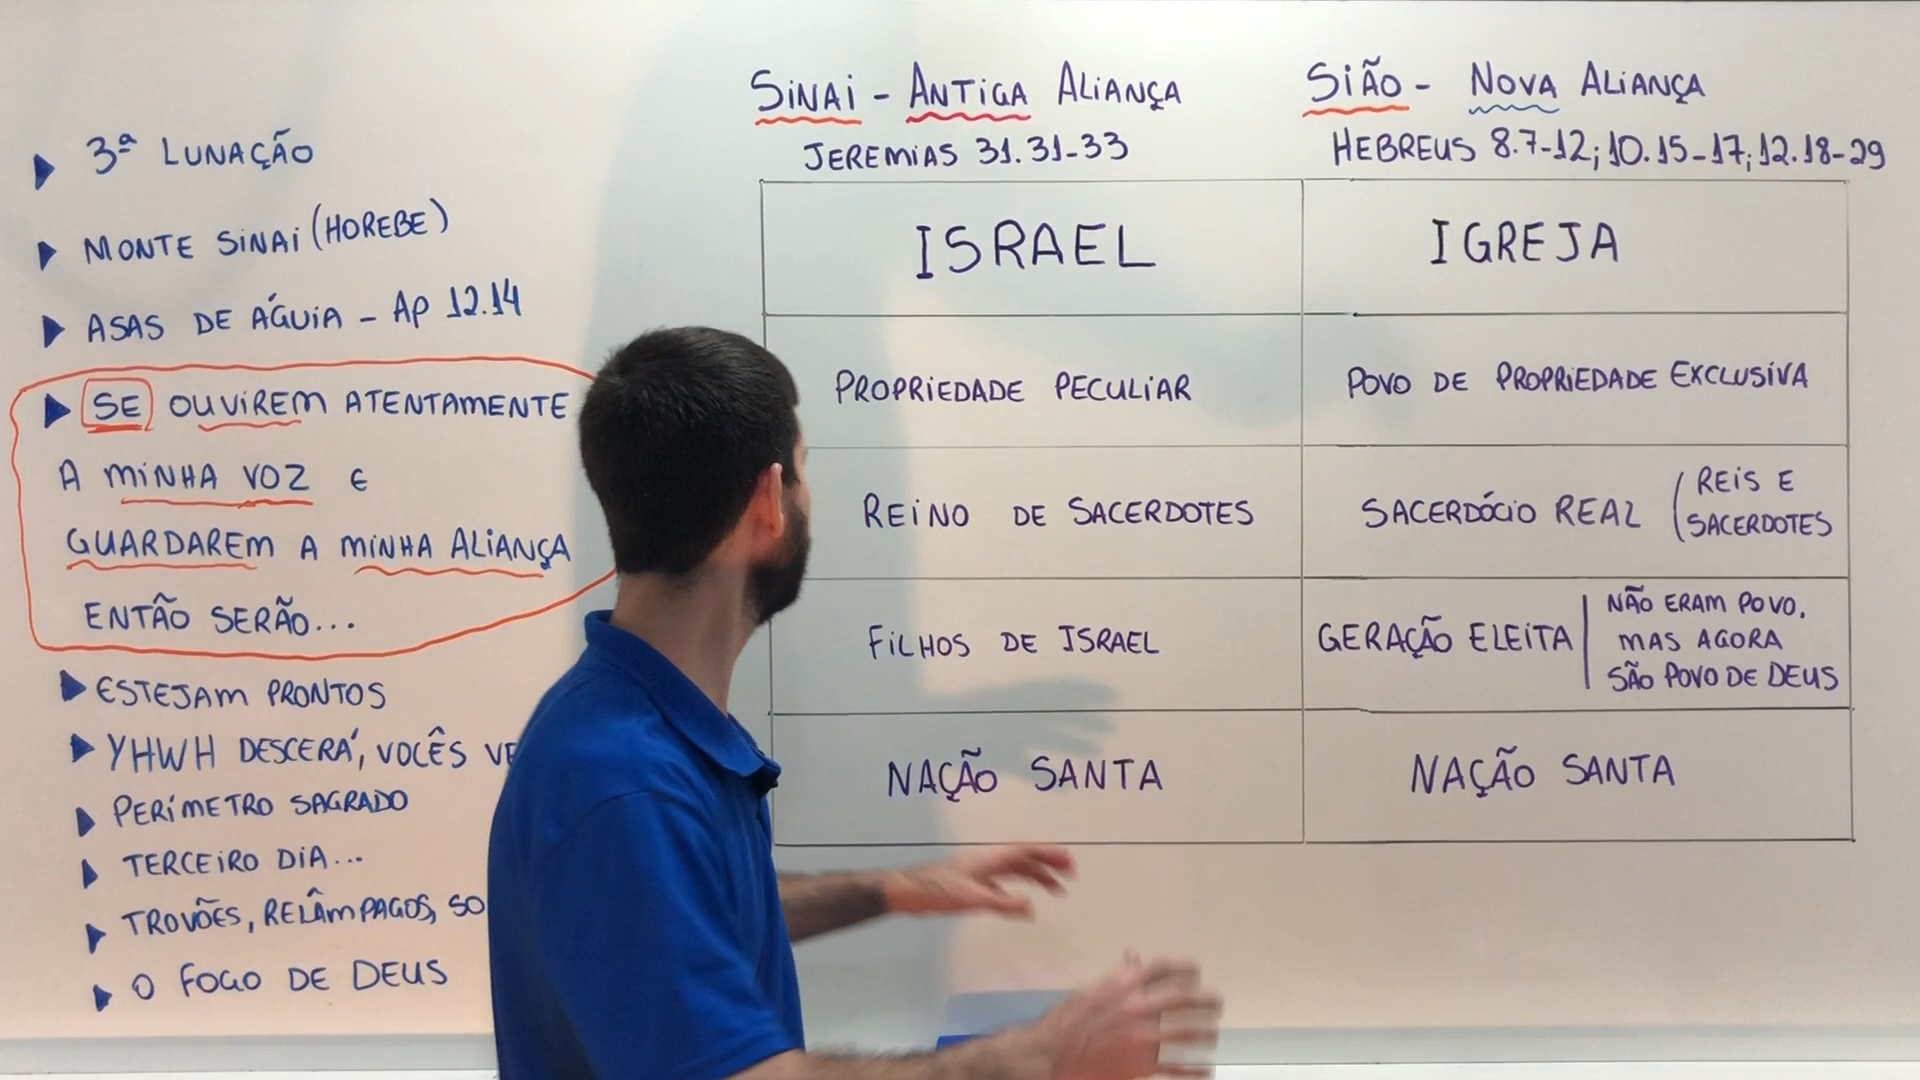 ▶ 3ª LUNAÇÃO
▶ MONTE SINAI (HOREBE)
▶ ASAS DE ÁGUIA - AP 12.14
▶ SE OUVIREM ATENTAMENTE
A MINHA VOZ E
GUARDAREM A MINHA ALIANÇA
ENTÃO SERÃO...
▶ ESTEJAM PRONTOS
▶ YHWH DESCERÁ, VOCÊS
▶ PERÍMETRO SAGRADO
▶ TERCEIRO DIA...
▶ TROVÕES, RELÂMPAGOS,
▶ O FOGO DE DEUS
SINAI - ANTIGA ALIANÇA
JEREMIAS 31.31-33
SIÃO - NOVA ALIANÇA
HEBREUS 8.7-12; 10.15-17; 12.18-29
ISRAEL
IGREJA
PROPRIEDADE PECULIAR
POVO DE PROPRIEDADE EXCLUSIVA
REINO DE SACERDOTES
SACERDÓCIO REAL
(REIS E
SACERDOTES
FILHOS DE ISRAEL
GERAÇÃO ELEITA
NÃO ERAM POVO,
MAS AGORA
SÃO POVO DE DEUS
NAÇÃO SANTA
NAÇÃO SANTA